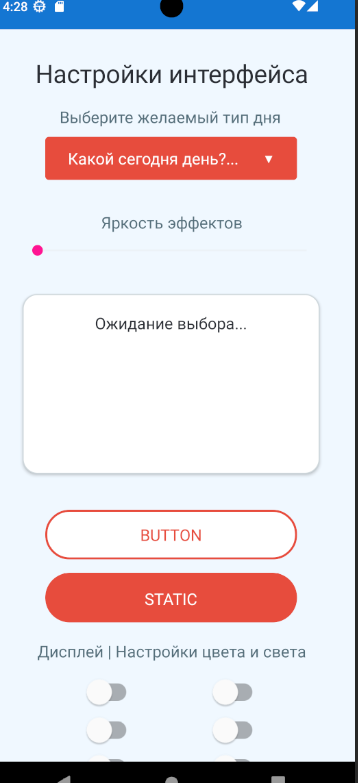 4:28
Настройки интерфейса
Выберите желаемый тип дня
Какой сегодня день?...
Яркость эффектов
Ожидание выбора...
BUTTON
STATIC
Дисплей | Настройки цвета и света